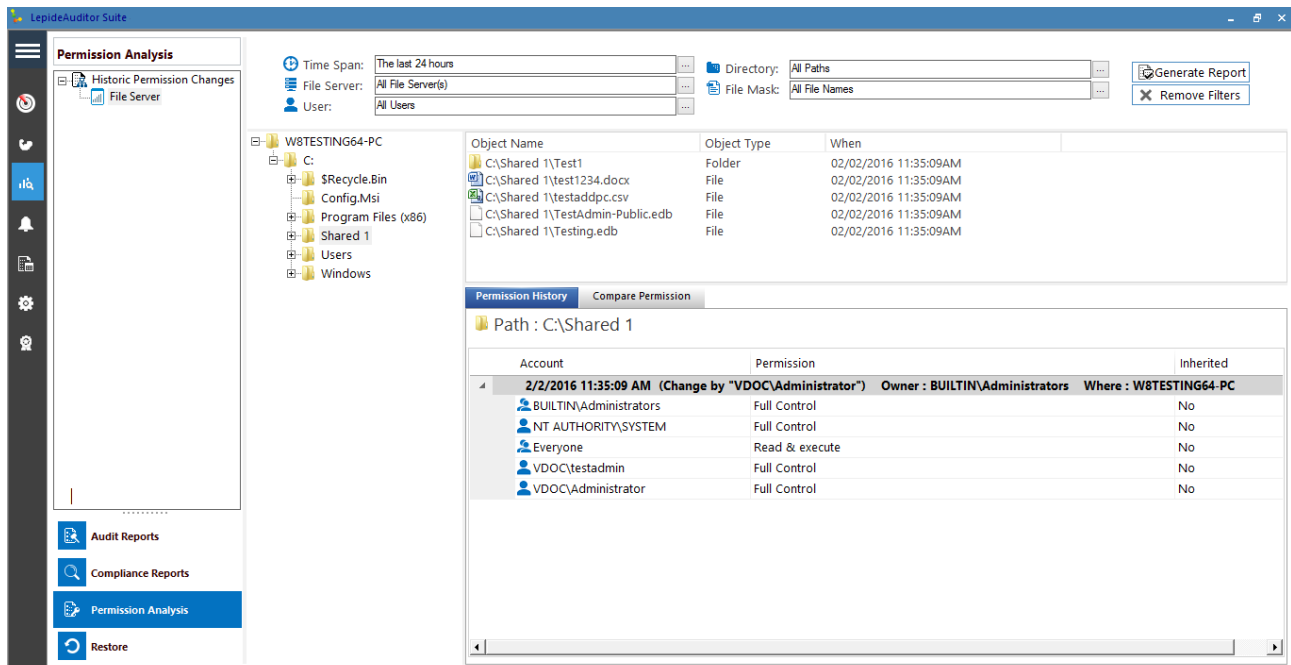 LepideAuditor Suite
Permission Analysis
Historic Permission Changes
File Server
Time Span: The last 24 hours ...
File Server: All File Server(s) ...
User: All Users ...
Directory: All Paths ...
File Mask: All File Names ...
Generate Report
Remove Filters
W8TESTING64-PC
C:
$Recycle.Bin
Config.Msi
Program Files (x86)
Shared 1
Users
Windows
Object Name Object Type When
C:\Shared 1\Test1 Folder 02/02/2016 11:35:09AM
C:\Shared 1\test1234.docx File 02/02/2016 11:35:09AM
C:\Shared 1\testaddpc.csv File 02/02/2016 11:35:09AM
C:\Shared 1\TestAdmin-Public.edb File 02/02/2016 11:35:09AM
C:\Shared 1\Testing.edb File 02/02/2016 11:35:09AM
Permission History Compare Permission
Path : C:\Shared 1
Account Permission Inherited
2/2/2016 11:35:09 AM (Change by "VDOC\Administrator") Owner : BUILTIN\Administrators Where : W8TESTING64-PC
BUILTIN\Administrators Full Control No
NT AUTHORITY\SYSTEM Full Control No
Everyone Read & execute No
VDOC\testadmin Full Control No
VDOC\Administrator Full Control No
Audit Reports
Compliance Reports
Permission Analysis
Restore